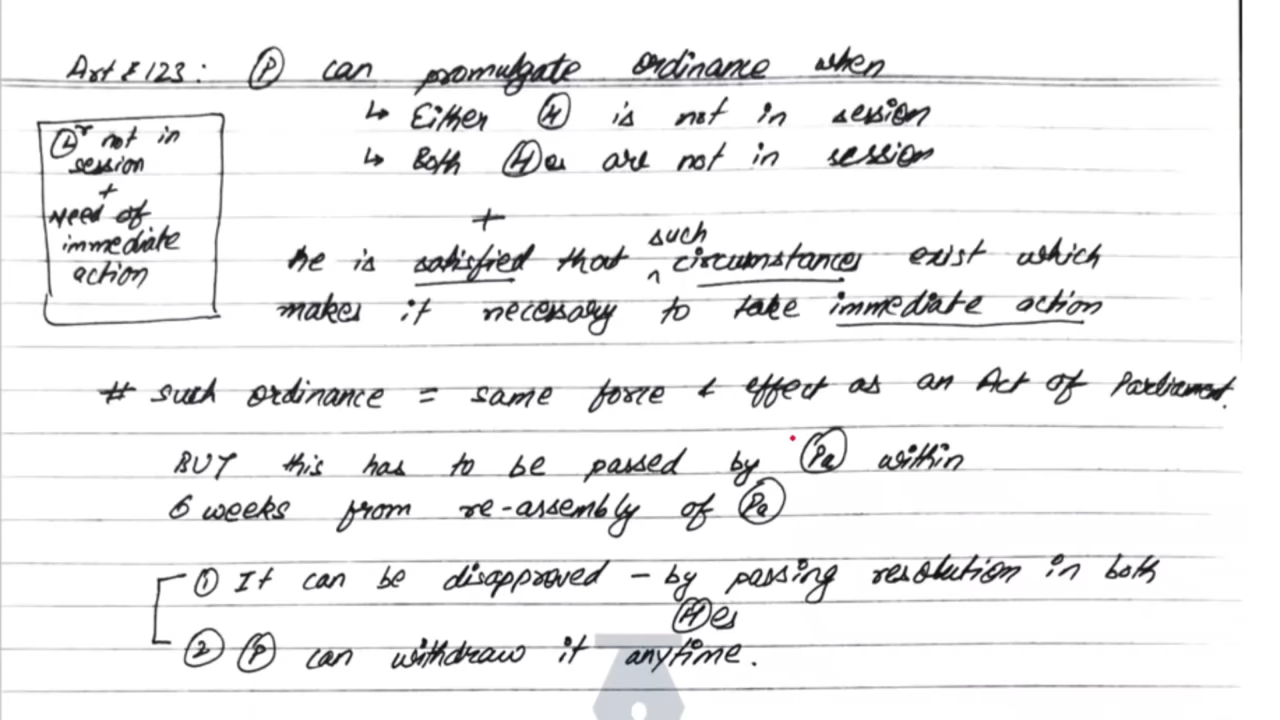 Art # 123 : (P) can promulgate ordinance when
↳ Either (H) is not in session
↳ Both (H)es are not in session
(L)r not in
session
+
Need of
immediate
action
+
he is satisfied that such circumstances exist which
makes it necessary to take immediate action
# such ordinance = same force & effect as an Act of Parliament.
BUT this has to be passed by (Pa) within
6 weeks from re-assembly of (Pa)
(1) It can be disapproved - by passing resolution in both
(H)es
(2) (P) can withdraw it anytime.